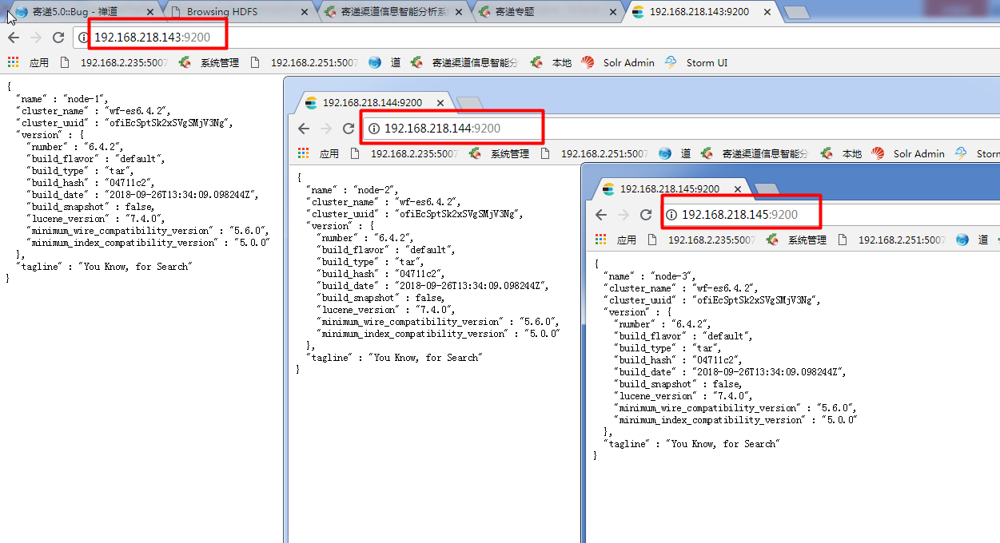 寄递5.0::Bug - 禅道
Browsing HDFS
寄递渠道信息智能分析系
寄递专题
192.168.218.143:9200
192.168.218.143:9200
应用
192.168.2.235:5007
系统管理
192.168.2.251:5007
道
寄递渠道信息智能分
本地
Solr Admin
Storm UI
{
"name" : "node-1",
"cluster_name" : "wf-es6.4.2",
"cluster_uuid" : "ofiEcSptSk2xSVgSMjV3Ng",
"version" : {
"number" : "6.4.2",
"build_flavor" : "default",
"build_type" : "tar",
"build_hash" : "04711c2",
"build_date" : "2018-09-26T13:34:09.098244Z",
"build_snapshot" : false,
"lucene_version" : "7.4.0",
"minimum_wire_compatibility_version" : "5.6.0",
"minimum_index_compatibility_version" : "5.0.0"
},
"tagline" : "You Know, for Search"
}
192.168.218.144:9200
192.168.218.144:9200
应用
192.168.2.235:5007
系统管理
192.168.2.251:5007
道
寄递渠道信息智能分
本地
Solr Admin
Storm
{
"name" : "node-2",
"cluster_name" : "wf-es6.4.2",
"cluster_uuid" : "ofiEcSptSk2xSVgSMjV3Ng",
"version" : {
"number" : "6.4.2",
"build_flavor" : "default",
"build_type" : "tar",
"build_hash" : "04711c2",
"build_date" : "2018-09-26T13:34:09.098244Z",
"build_snapshot" : false,
"lucene_version" : "7.4.0",
"minimum_wire_compatibility_version" : "5.6.0",
"minimum_index_compatibility_version" : "5.0.0"
},
"tagline" : "You Know, for Search"
}
192.168.218.145:9200
192.168.218.145:9200
应用
192.168.2.235:5007
系统管理
192.168.2.251:5007
道
{
"name" : "node-3",
"cluster_name" : "wf-es6.4.2",
"cluster_uuid" : "ofiEcSptSk2xSVgSMjV3Ng",
"version" : {
"number" : "6.4.2",
"build_flavor" : "default",
"build_type" : "tar",
"build_hash" : "04711c2",
"build_date" : "2018-09-26T13:34:09.098244Z",
"build_snapshot" : false,
"lucene_version" : "7.4.0",
"minimum_wire_compatibility_version" : "5.6.0",
"minimum_index_compatibility_version" : "5.0.0"
},
"tagline" : "You Know, for Search"
}